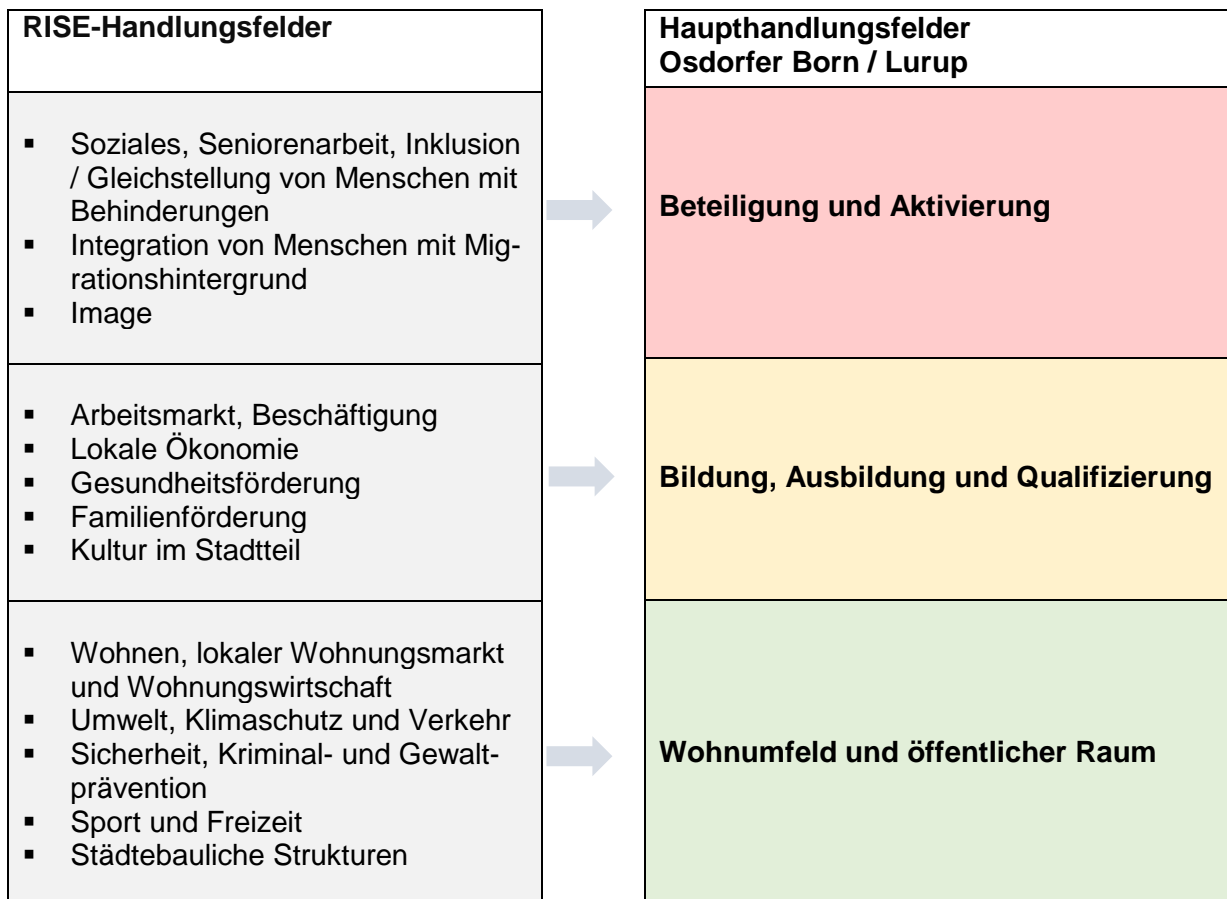 RISE-Handlungsfelder
Haupthandlungsfelder
Osdorfer Born / Lurup
▪ Soziales, Seniorenarbeit, Inklusion
/ Gleichstellung von Menschen mit
Behinderungen
▪ Integration von Menschen mit Mig-
rationshintergrund
▪ Image
Beteiligung und Aktivierung
▪ Arbeitsmarkt, Beschäftigung
▪ Lokale Ökonomie
▪ Gesundheitsförderung
▪ Familienförderung
▪ Kultur im Stadtteil
Bildung, Ausbildung und Qualifizierung
▪ Wohnen, lokaler Wohnungsmarkt
und Wohnungswirtschaft
▪ Umwelt, Klimaschutz und Verkehr
▪ Sicherheit, Kriminal- und Gewalt-
prävention
▪ Sport und Freizeit
▪ Städtebauliche Strukturen
Wohnumfeld und öffentlicher Raum